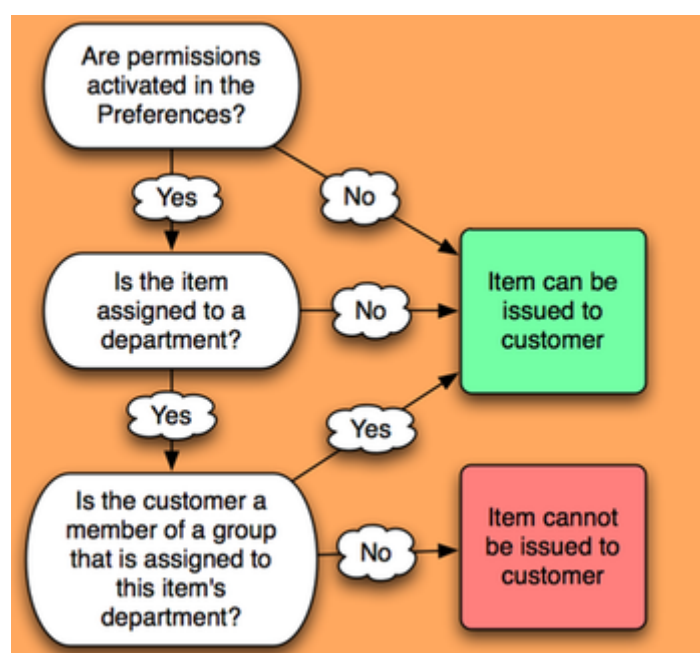 Are permissions
activated in the
Preferences?
Yes
No
Is the item
assigned to a
department?
No
Item can be
issued to
customer
Yes
Yes
Is the customer a
member of a group
that is assigned to
this item's
department?
No
Item cannot
be issued to
customer